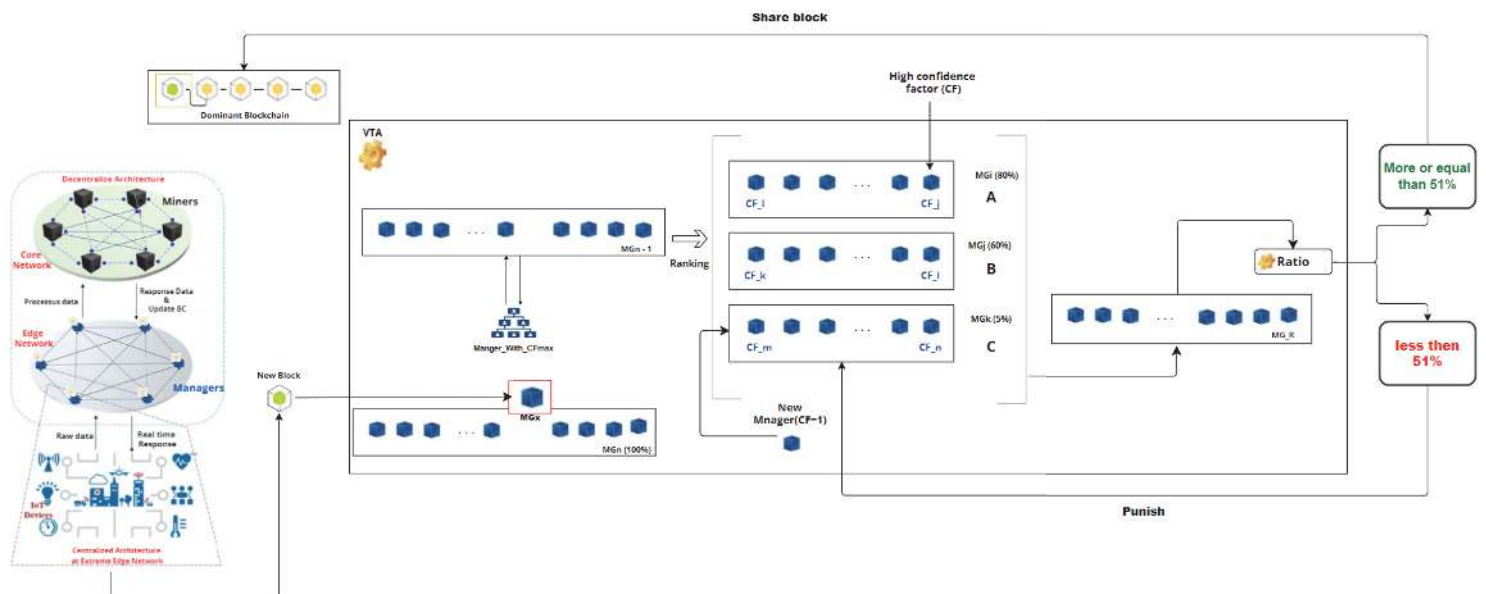 Share block
High confidence
factor (CF)
Dominant Blockchain
VTA
More or equal
than 51%
Decentralize Architecture
Miners
MGi (80%)
A
CF_i
CF_j
MGn - 1
Ranking
MGj (60%)
B
CF_k
CF_l
Ratio
Core
Network
Processus data
Response Data
&
Update BC
MGk (5%)
C
CF_m
CF_n
MG_R
less then
51%
Edge
Network
Managers
Manger_With_CFmax
New Block
MGx
MGn (100%)
New
Mnager(CF=1)
Raw data
Real time
Response
IoT
Devices
Punish
Centralized Architecture
at Extreme Edge Network